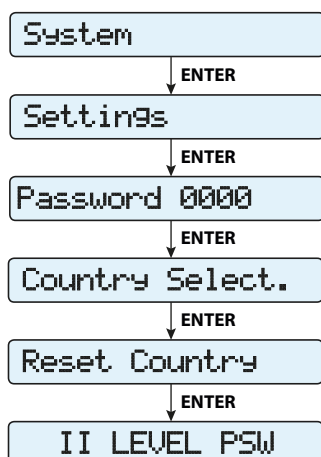 System
ENTER
Settings
ENTER
Password 0000
ENTER
Country Select.
ENTER
Reset Country
ENTER
II LEVEL PSW